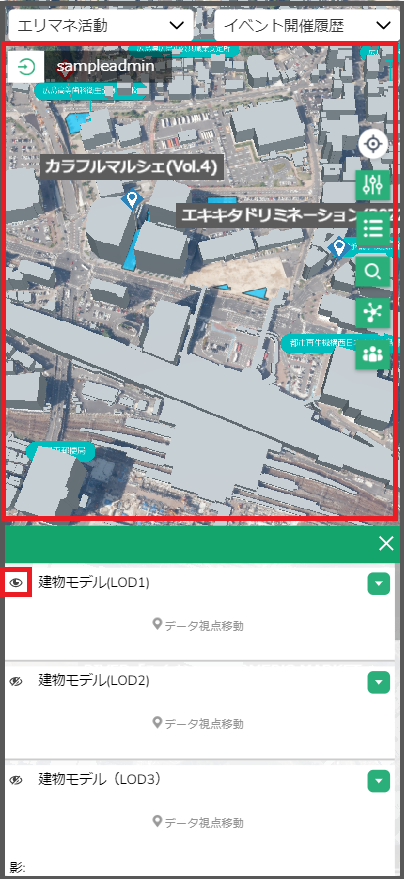 エリマネ活動
イベント開催履歴
sampleadmin
カラフルマルシェ(Vol.4)
エキキタドリミネーション
建物モデル(LOD1)
データ視点移動
建物モデル(LOD2)
データ視点移動
建物モデル（LOD3）
データ視点移動
影: